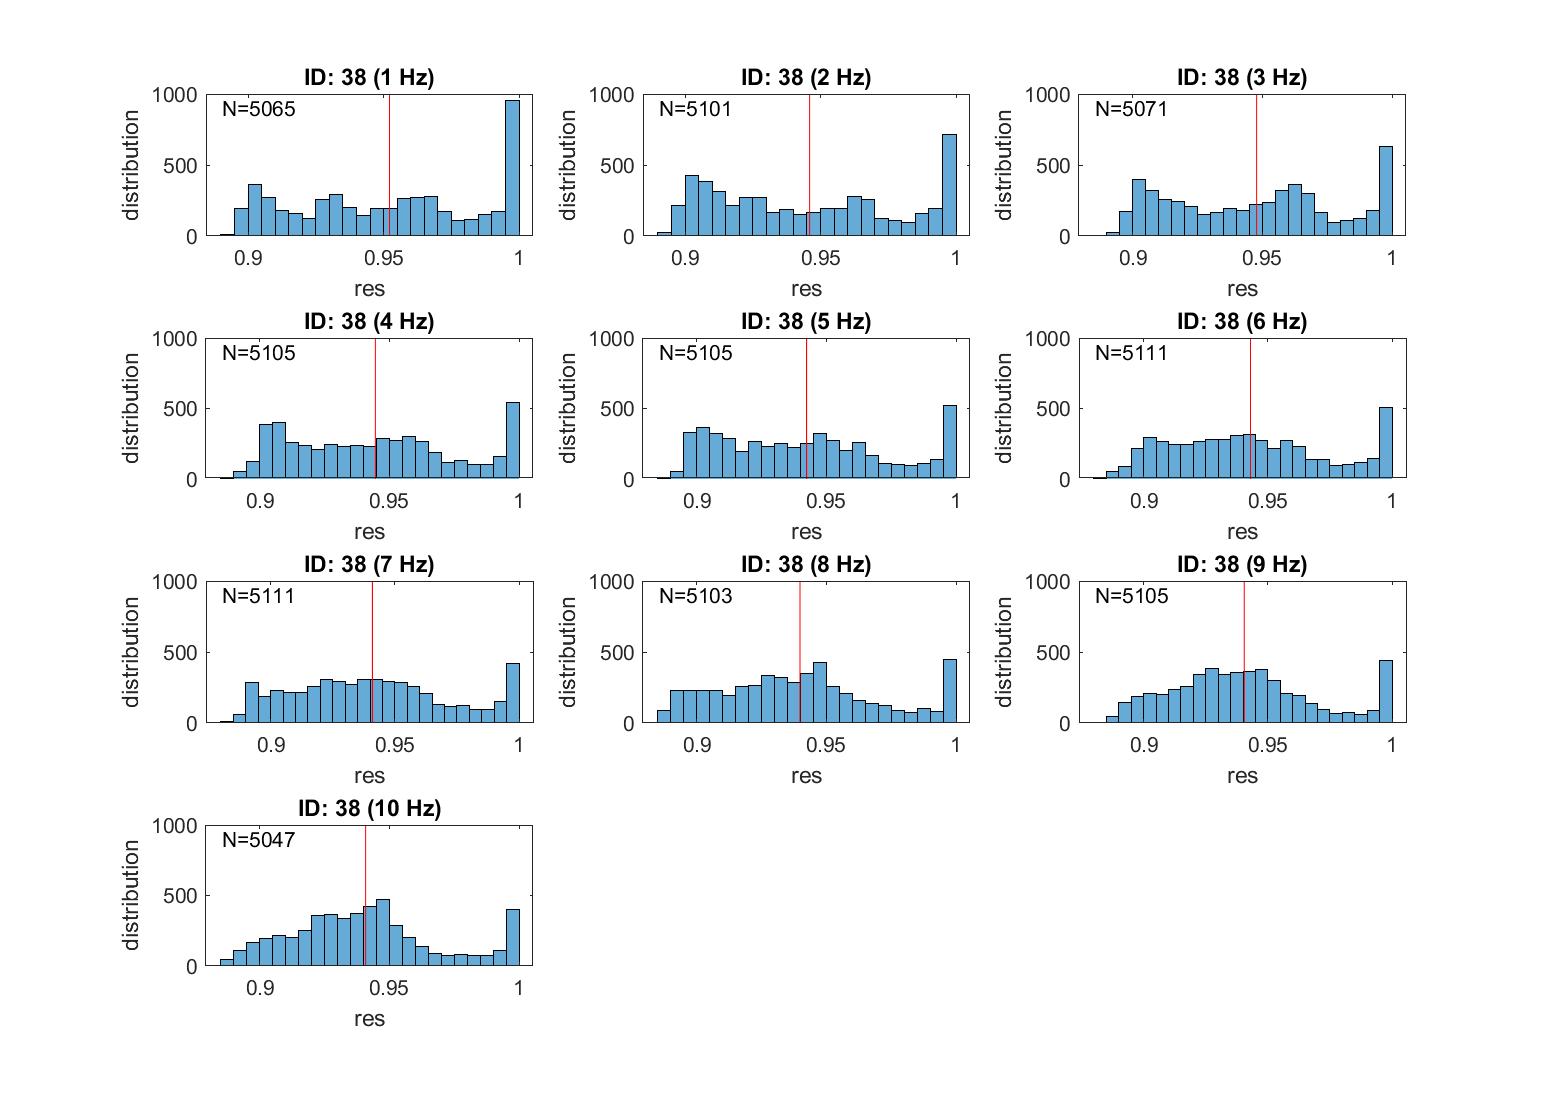 ID: 38 (1 Hz)
N=5065
1000
500
0
distribution
0.9 0.95 1
res
ID: 38 (2 Hz)
N=5101
1000
500
0
distribution
0.9 0.95 1
res
ID: 38 (3 Hz)
N=5071
1000
500
0
distribution
0.9 0.95 1
res
ID: 38 (4 Hz)
N=5105
1000
500
0
distribution
0.9 0.95 1
res
ID: 38 (5 Hz)
N=5105
1000
500
0
distribution
0.9 0.95 1
res
ID: 38 (6 Hz)
N=5111
1000
500
0
distribution
0.9 0.95 1
res
ID: 38 (7 Hz)
N=5111
1000
500
0
distribution
0.9 0.95 1
res
ID: 38 (8 Hz)
N=5103
1000
500
0
distribution
0.9 0.95 1
res
ID: 38 (9 Hz)
N=5105
1000
500
0
distribution
0.9 0.95 1
res
ID: 38 (10 Hz)
N=5047
1000
500
0
distribution
0.9 0.95 1
res